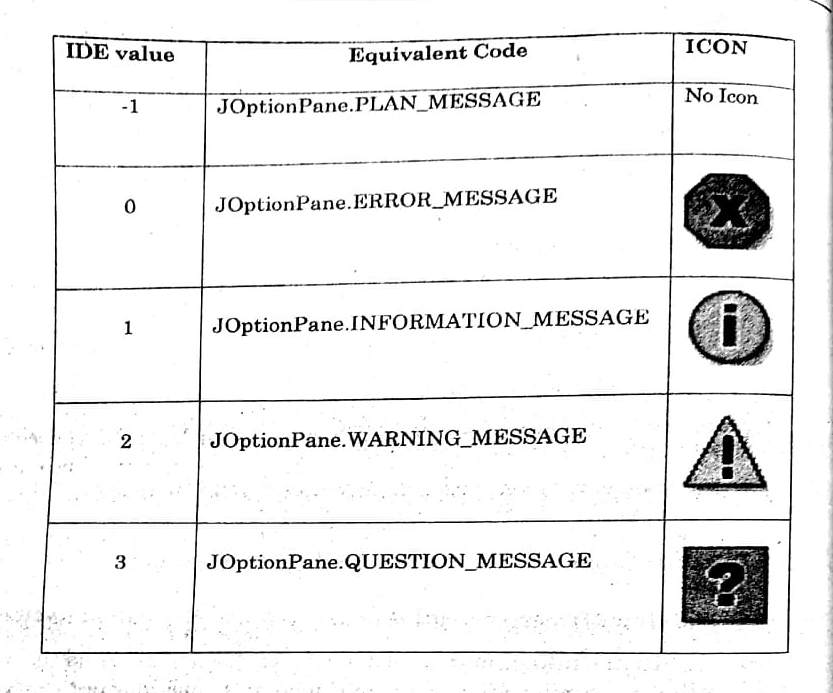 IDE value Equivalent Code ICON
-1 JOptionPane.PLAN_MESSAGE No Icon
0 JOptionPane.ERROR_MESSAGE X
1 JOptionPane.INFORMATION_MESSAGE i
2 JOptionPane.WARNING_MESSAGE !
3 JOptionPane.QUESTION_MESSAGE ?